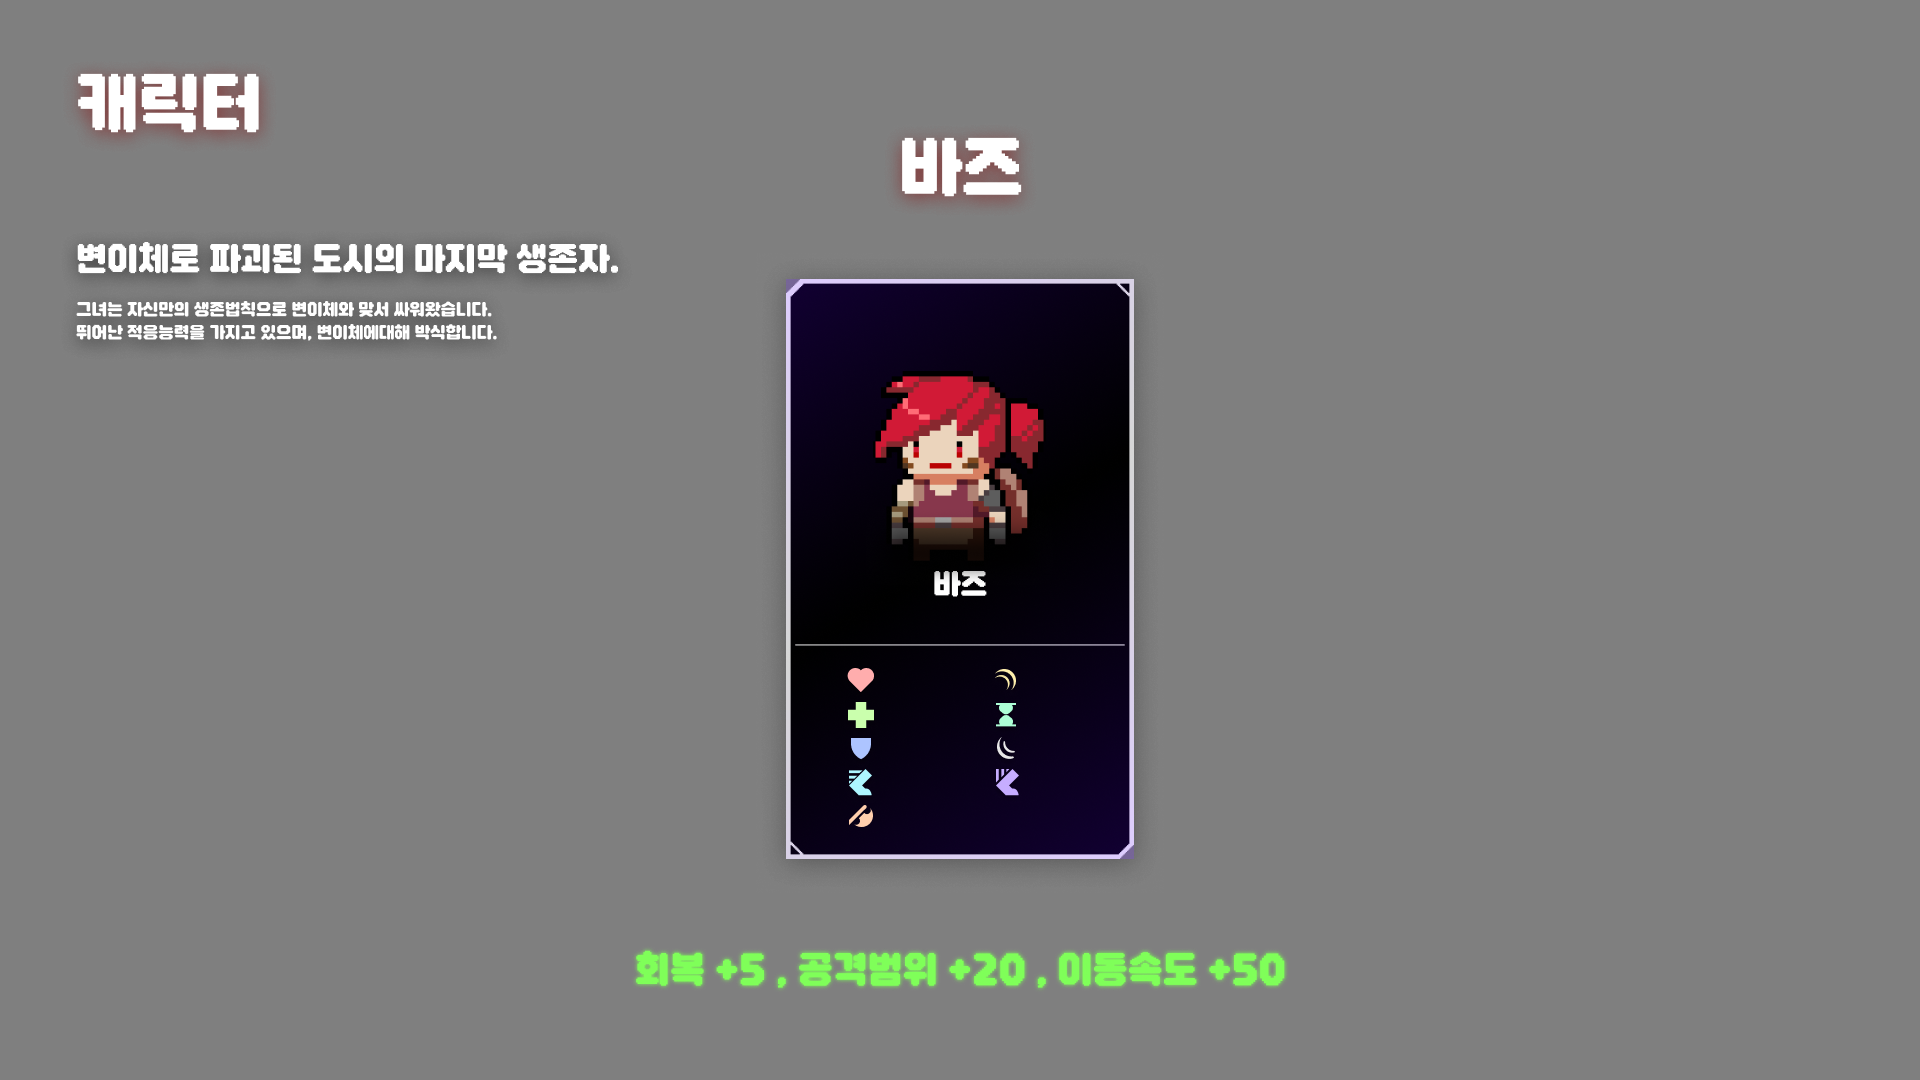 캐릭터
바즈
변이체로 파괴된 도시의 마지막 생존자.
그녀는 자신만의 생존법칙으로 변이체와 맞서 싸워왔습니다.
뛰어난 적응능력을 가지고 있으며, 변이체에대해 박식합니다.
바즈
회복 +5 , 공격범위 +20 , 이동속도 +50